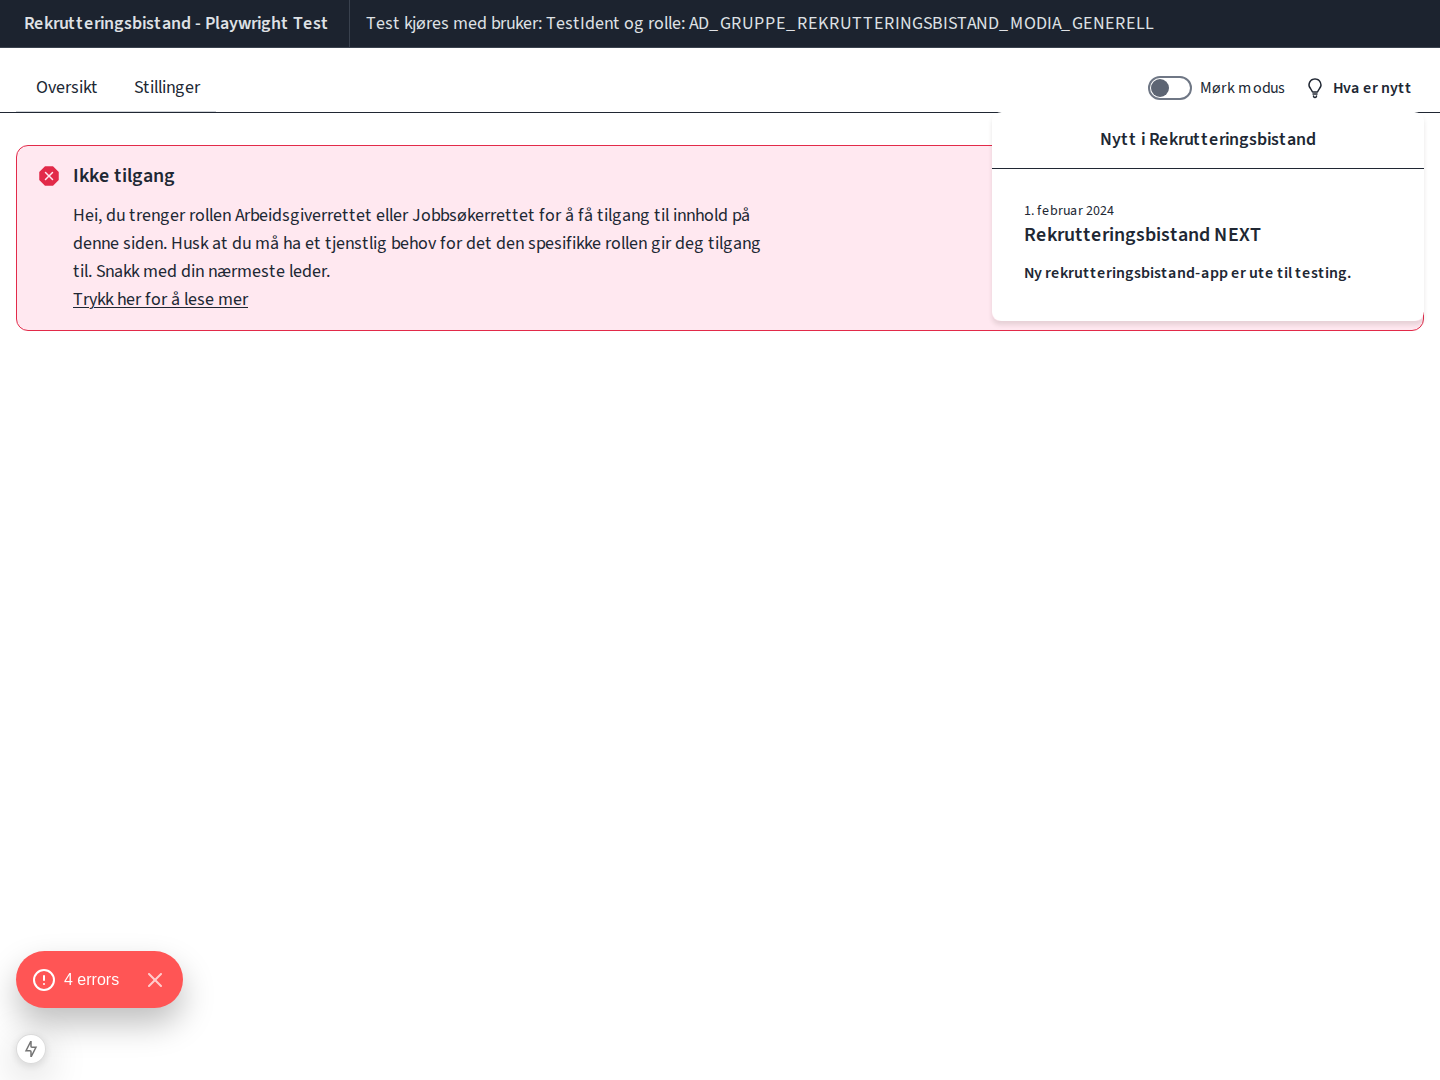 Rekrutteringsbistand - Playwright Test
Test kjøres med bruker: TestIdent og rolle: AD_GRUPPE_REKRUTTERINGSBISTAND_MODIA_GENERELL
Oversikt
Stillinger
Mørk modus
Hva er nytt
Nytt i Rekrutteringsbistand
1. februar 2024
Rekrutteringsbistand NEXT
Ny rekrutteringsbistand-app er ute til testing.
Ikke tilgang
Hei, du trenger rollen Arbeidsgiverrettet eller Jobbsøkerrettet for å få tilgang til innhold på
denne siden. Husk at du må ha et tjenstlig behov for det den spesifikke rollen gir deg tilgang
til. Snakk med din nærmeste leder.
Trykk her for å lese mer
4 errors